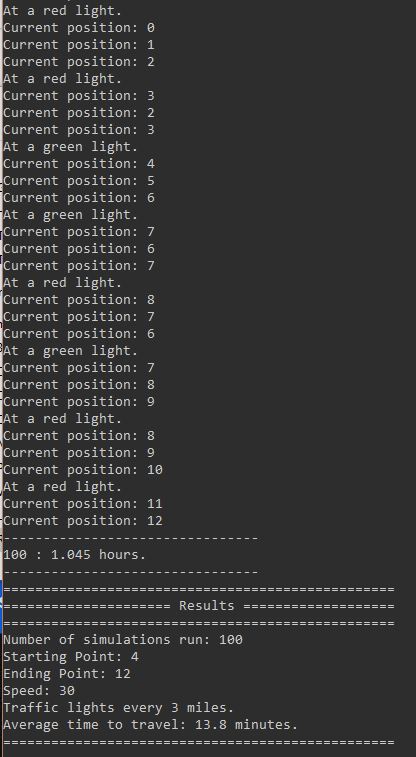 At a red light.
Current position: 0
Current position: 1
Current position: 2
At a red light.
Current position: 3
Current position: 2
Current position: 3
At a green light.
Current position: 4
Current position: 5
Current position: 6
At a green light.
Current position: 7
Current position: 6
Current position: 7
At a red light.
Current position: 8
Current position: 7
Current position: 6
At a green light.
Current position: 7
Current position: 8
Current position: 9
At a red light.
Current position: 8
Current position: 9
Current position: 10
At a red light.
Current position: 11
Current position: 12
--------------------------------
100 : 1.045 hours.
--------------------------------
=================================================
===================== Results ===================
=================================================
Number of simulations run: 100
Starting Point: 4
Ending Point: 12
Speed: 30
Traffic lights every 3 miles.
Average time to travel: 13.8 minutes.
=================================================